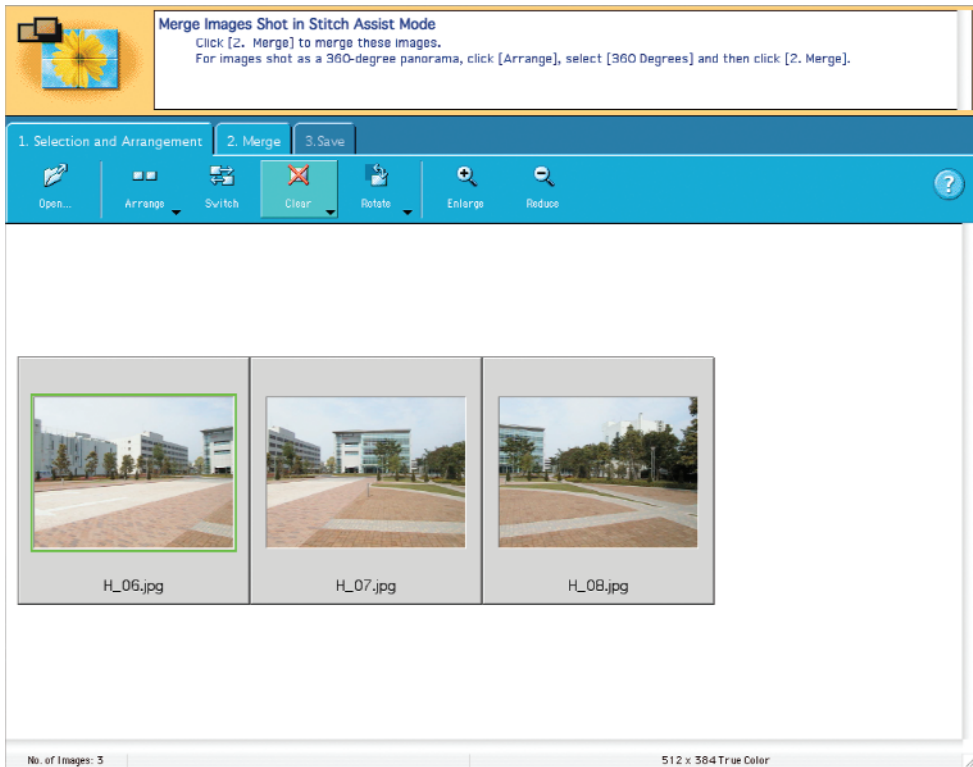 Merge Images Shot in Stitch Assist Mode
Click [2. Merge] to merge these images.
For images shot as a 360-degree panorama, click [Arrange], select [360 Degrees] and then click [2. Merge].
1. Selection and Arrangement 2. Merge 3.Save
Open... Arrange Switch Clear Rotate Enlarge Reduce
?
H_06.jpg H_07.jpg H_08.jpg
No. of Images: 3 512 x 384 True Color